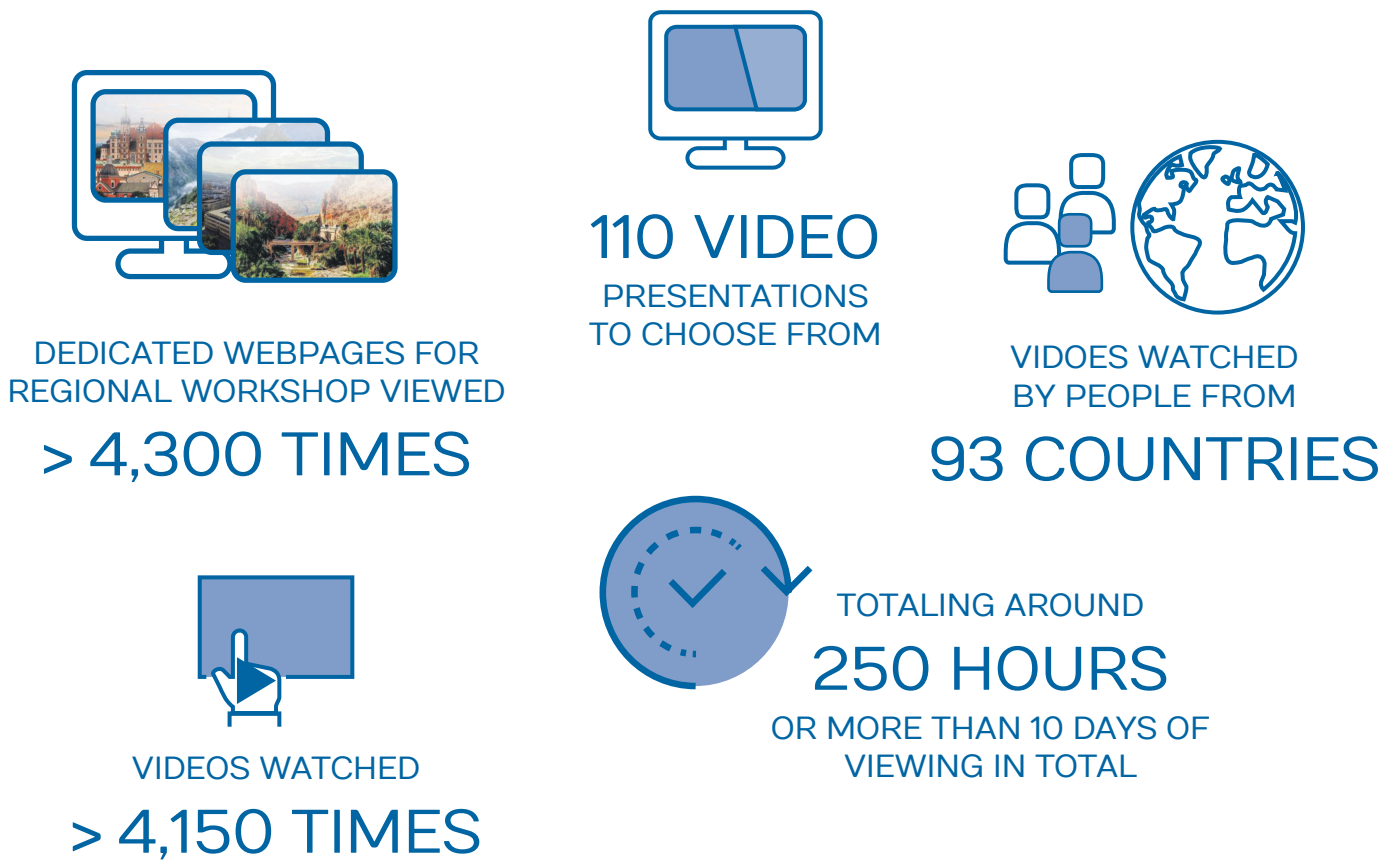 DEDICATED WEBPAGES FOR
REGIONAL WORKSHOP VIEWED
> 4,300 TIMES
110 VIDEO
PRESENTATIONS
TO CHOOSE FROM
VIDOES WATCHED
BY PEOPLE FROM
93 COUNTRIES
VIDEOS WATCHED
> 4,150 TIMES
TOTALING AROUND
250 HOURS
OR MORE THAN 10 DAYS OF
VIEWING IN TOTAL